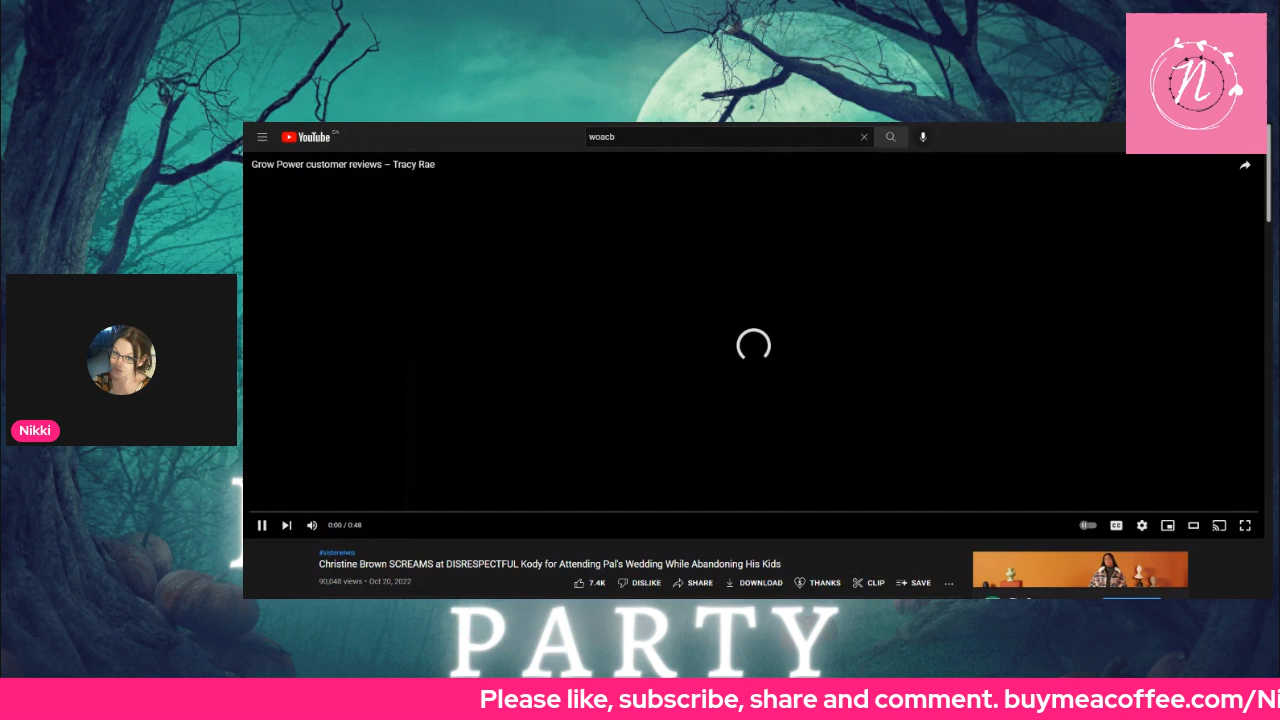 YouTube CA
woacb
Grow Power customer reviews – Tracy Rae
n
Nikki
0:00 / 0:48
CC
#sisterwives
Christine Brown SCREAMS at DISRESPECTFUL Kody for Attending Pal's Wedding While Abandoning His Kids
90,048 views • Oct 20, 2022
7.4K DISLIKE SHARE DOWNLOAD THANKS CLIP SAVE ...
PARTY
Please like, subscribe, share and comment. buymeacoffee.com/Ni